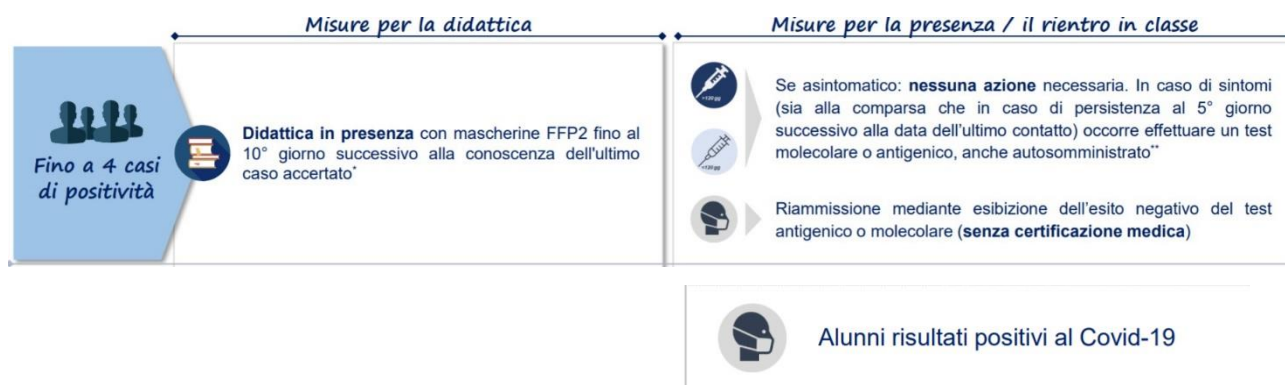 Misure per la didattica
Misure per la presenza / il rientro in classe
Fino a 4 casi
di positività
Didattica in presenza con mascherine FFP2 fino al
10° giorno successivo alla conoscenza dell'ultimo
caso accertato*
>120 gg
<120 gg
Se asintomatico: nessuna azione necessaria. In caso di sintomi
(sia alla comparsa che in caso di persistenza al 5° giorno
successivo alla data dell'ultimo contatto) occorre effettuare un test
molecolare o antigenico, anche autosomministrato**
Riammissione mediante esibizione dell'esito negativo del test
antigenico o molecolare (senza certificazione medica)
Alunni risultati positivi al Covid-19